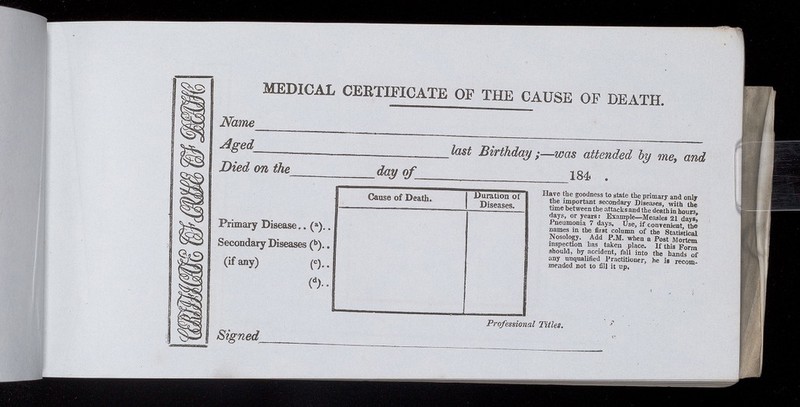 CERTIFICATE OF CAUSE OF DEATH
MEDICAL CERTIFICATE OF THE CAUSE OF DEATH.
Name
Aged last Birthday ;—was attended by me, and
Died on the day of 184 .
Cause of Death. Duration of Diseases.
Primary Disease.. (a)..
Secondary Diseases (b)..
(if any) (c)..
(d)..
Have the goodness to state the primary and only
the important secondary Diseases, with the
time between the attacks and the death in hours,
days, or years: Example—Measles 21 days,
Pneumonia 7 days. Use, if convenient, the
names in the first column of the Statistical
Nosology. Add P.M. when a Post Mortem
inspection has taken place. If this Form
should, by accident, fall into the hands of
any unqualified Practitioner, he is recom-
mended not to fill it up.
Professional Titles.
Signed